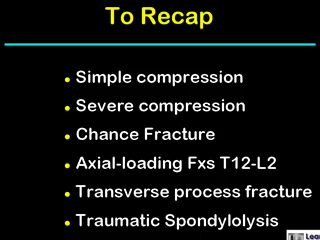 To Recap
Simple compression
Severe compression
Chance Fracture
Axial-loading Fxs T12-L2
Transverse process fracture
Traumatic Spondylolysis